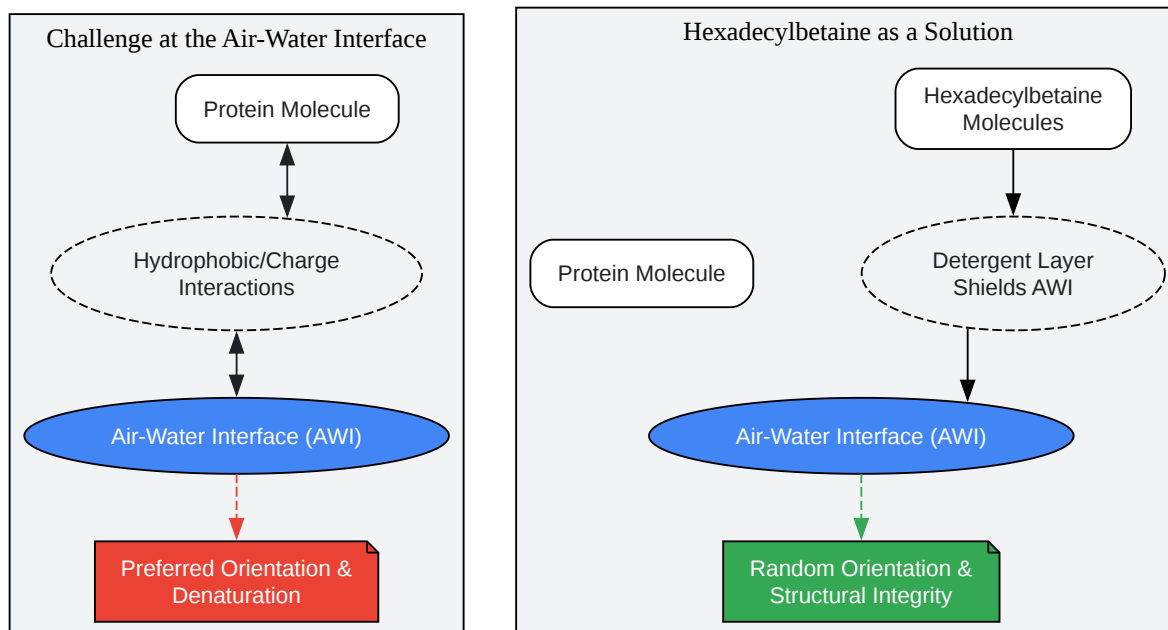 Challenge at the Air-Water Interface
Protein Molecule
Hydrophobic/Charge
Interactions
Air-Water Interface (AWI)
Preferred Orientation &
Denaturation
Hexadecylbetaine as a Solution
Hexadecylbetaine
Molecules
Protein Molecule
Detergent Layer
Shields AWI
Air-Water Interface (AWI)
Random Orientation &
Structural Integrity